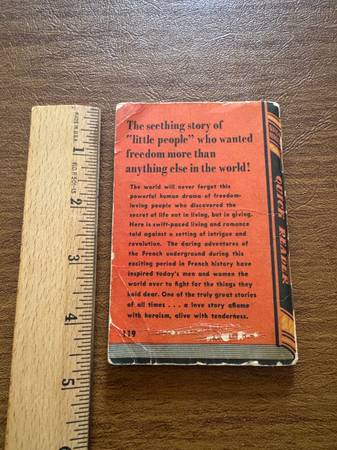 The seething story of
"little people" who wanted
freedom more than
anything else in the world!
The world will never forget this
powerful human drama of freedom-
loving people who discovered the
secret of life not in living, but in giving.
Here is swift-paced living and romance
told against a setting of intrigue and
revolution. The daring adventures of
the French underground during this
exciting period in French history have
inspired today's men and women the
world over to fight for the things they
hold dear. One of the truly great stories
of all times . . . a love story aflame
with heroism, alive with tenderness.
119
QUICK READER
1
2
3
4
5